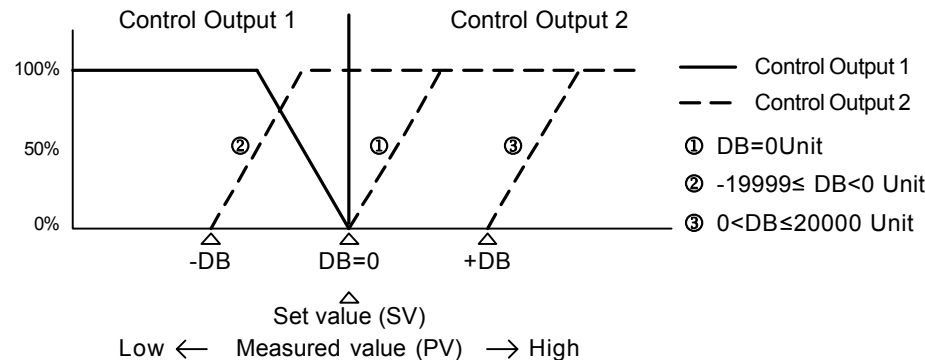 Control Output 1
Control Output 2
100%
50%
0%
②
①
③
-DB
DB=0
+DB
Set value (SV)
Low ← Measured value (PV) → High
Control Output 1
Control Output 2
① DB=0Unit
② -19999≤ DB<0 Unit
③ 0<DB≤20000 Unit